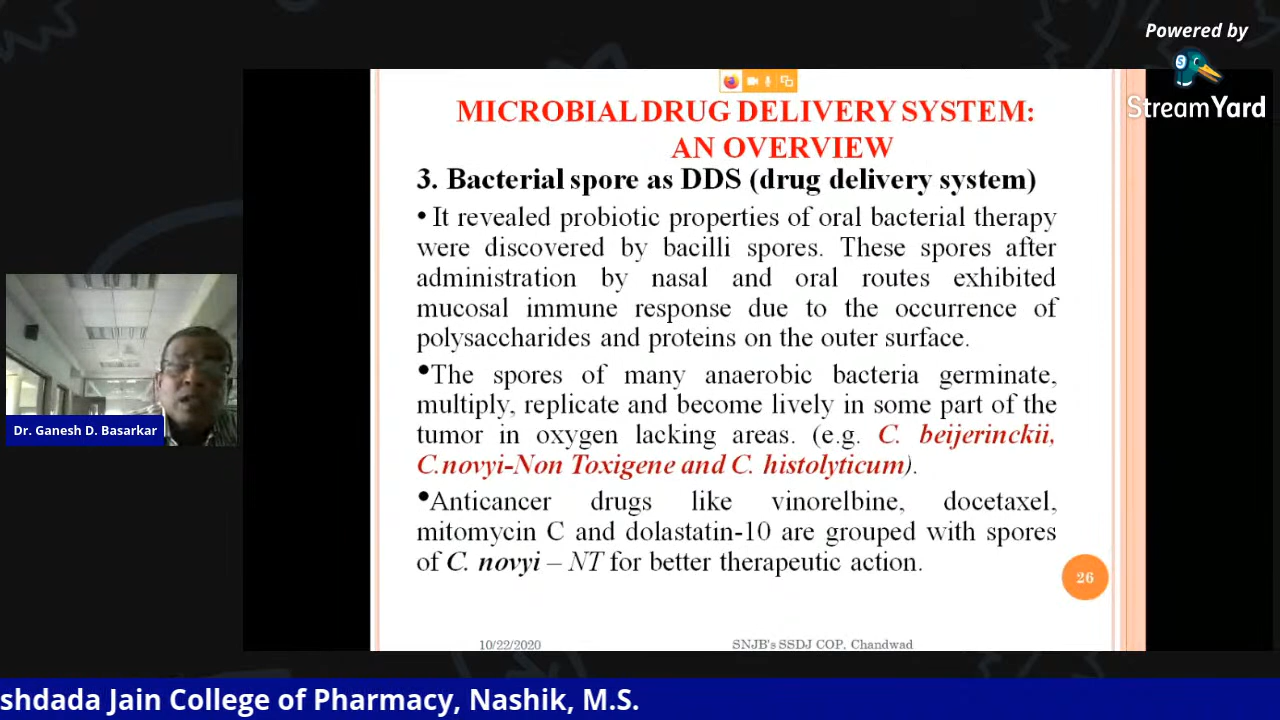 Powered by
S
StreamYard
MICROBIAL DRUG DELIVERY SYSTEM:
AN OVERVIEW
3. Bacterial spore as DDS (drug delivery system)
• It revealed probiotic properties of oral bacterial therapy
were discovered by bacilli spores. These spores after
administration by nasal and oral routes exhibited
mucosal immune response due to the occurrence of
polysaccharides and proteins on the outer surface.
•The spores of many anaerobic bacteria germinate,
multiply, replicate and become lively in some part of the
tumor in oxygen lacking areas. (e.g. C. beijerinckii,
C.novyi-Non Toxigene and C. histolyticum).
•Anticancer drugs like vinorelbine, docetaxel,
mitomycin C and dolastatin-10 are grouped with spores
of C. novyi – NT for better therapeutic action.
26
10/22/2020 SNJB's SSDJ COP, Chandwad
Dr. Ganesh D. Basarkar
shdada Jain College of Pharmacy, Nashik, M.S.